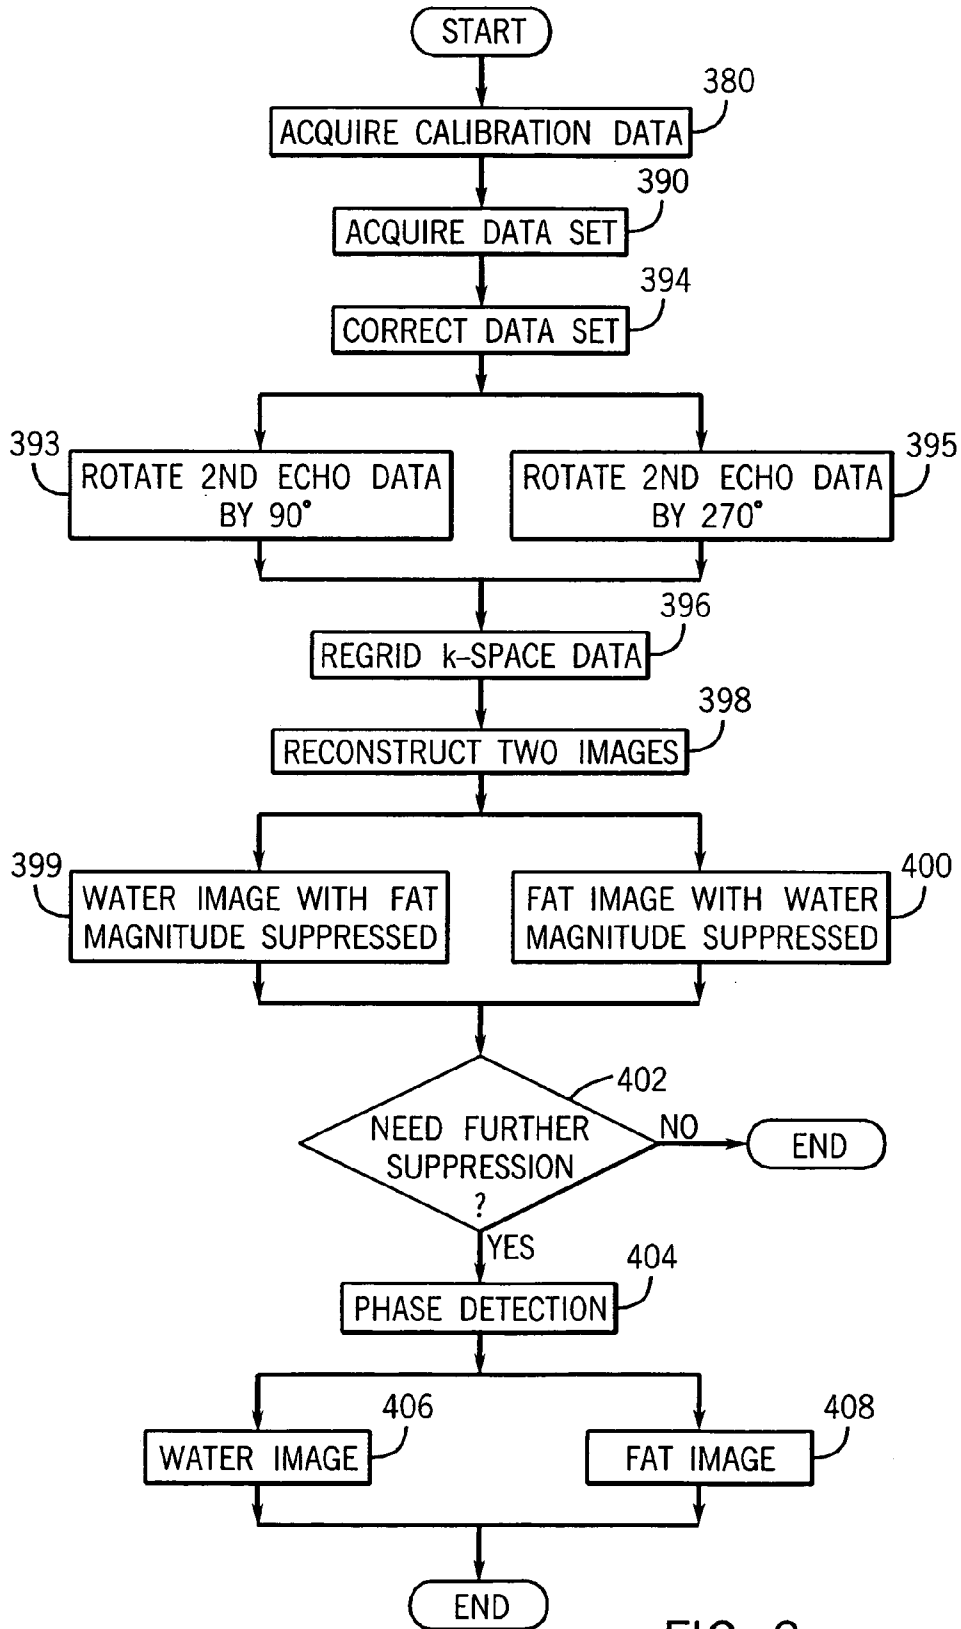 START
380
ACQUIRE CALIBRATION DATA
390
ACQUIRE DATA SET
394
CORRECT DATA SET
393
ROTATE 2ND ECHO DATA
BY 90°
395
ROTATE 2ND ECHO DATA
BY 270°
396
REGRID k-SPACE DATA
398
RECONSTRUCT TWO IMAGES
399
WATER IMAGE WITH FAT
MAGNITUDE SUPPRESSED
400
FAT IMAGE WITH WATER
MAGNITUDE SUPPRESSED
402
NEED FURTHER
SUPPRESSION
?
NO
END
YES
404
PHASE DETECTION
406
WATER IMAGE
408
FAT IMAGE
END